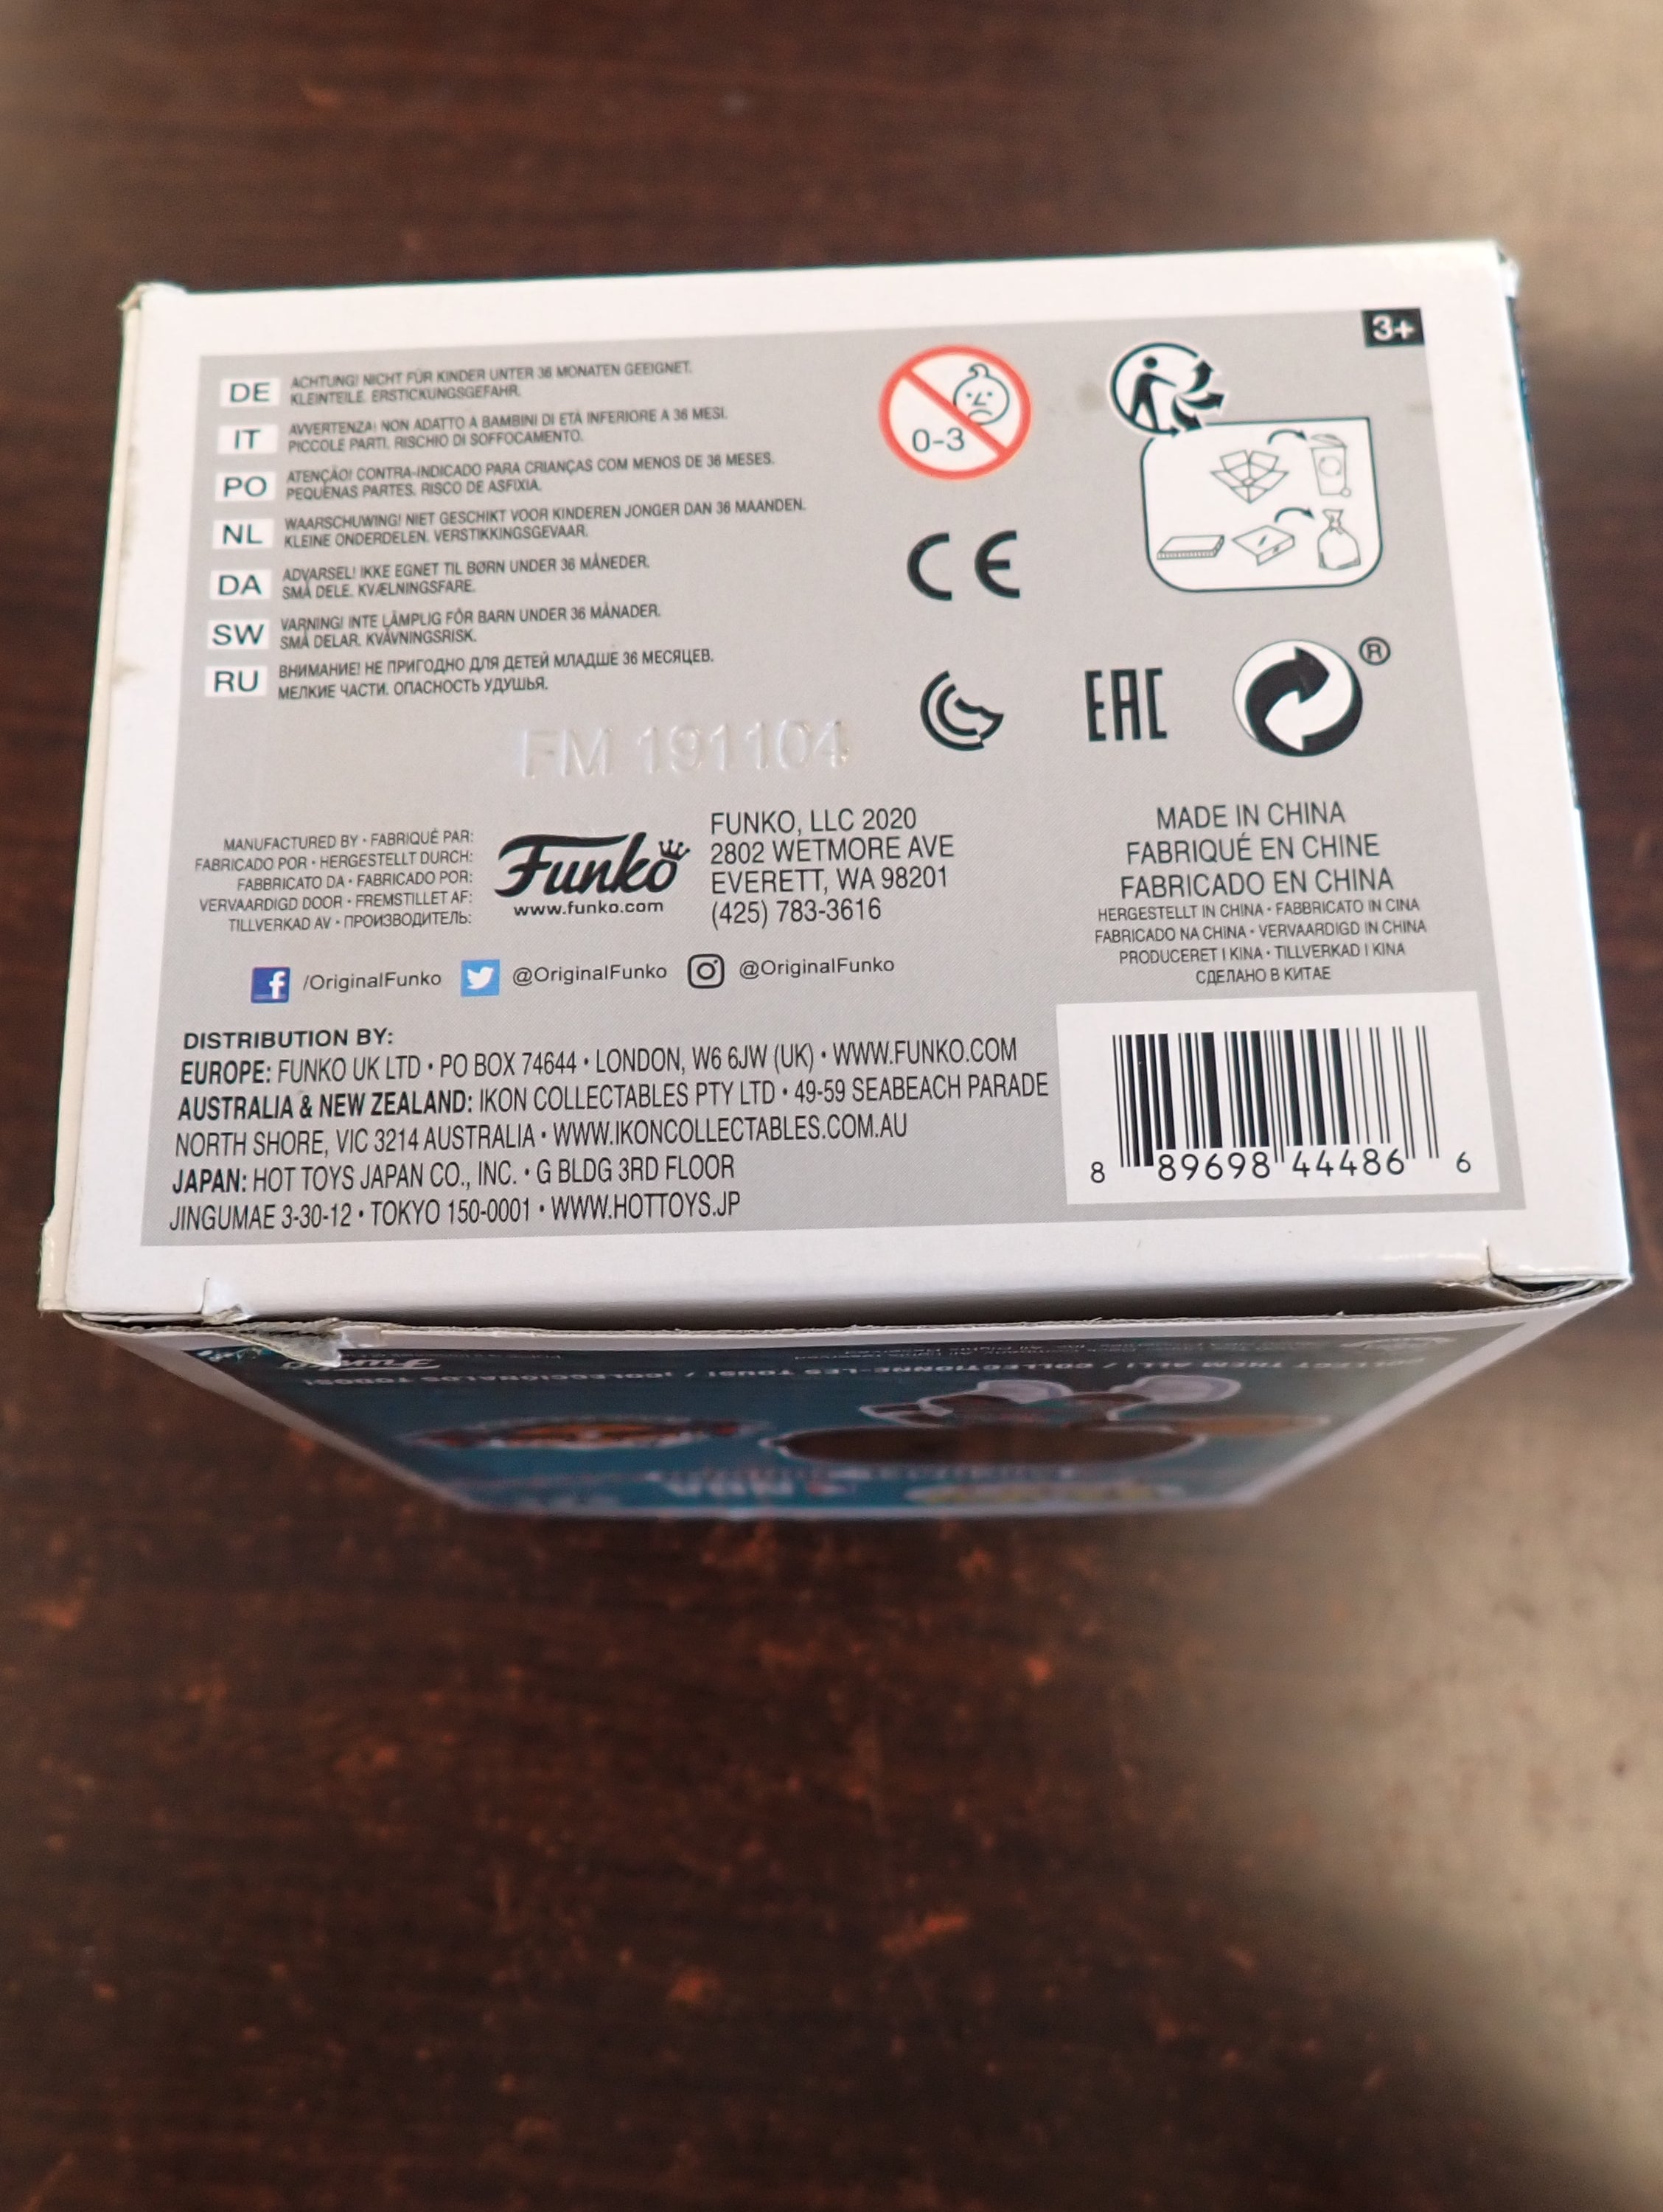 3+
DE ACHTUNG! NICHT FÜR KINDER UNTER 36 MONATEN GEEIGNET.
KLEINTEILE. ERSTICKUNGSGEFAHR.
IT AVVERTENZA! NON ADATTO A BAMBINI DI ETÀ INFERIORE A 36 MESI.
PICCOLE PARTI. RISCHIO DI SOFFOCAMENTO.
PO ATENÇÃO! CONTRA-INDICADO PARA CRIANÇAS COM MENOS DE 36 MESES.
PEQUENAS PARTES. RISCO DE ASFIXIA.
NL WAARSCHUWING! NIET GESCHIKT VOOR KINDEREN JONGER DAN 36 MAANDEN.
KLEINE ONDERDELEN. VERSTIKKINGSGEVAAR.
DA ADVARSEL! IKKE EGNET TIL BØRN UNDER 36 MÅNEDER.
SMÅ DELE. KVÆLNINGSFARE.
SW VARNING! INTE LÄMPLIG FÖR BARN UNDER 36 MÅNADER.
SMÅ DELAR. KVÄVNINGSRISK.
RU ВНИМАНИЕ! НЕ ПРИГОДНО ДЛЯ ДЕТЕЙ МЛАДШЕ 36 МЕСЯЦЕВ.
МЕЛКИЕ ЧАСТИ. ОПАСНОСТЬ УДУШЬЯ.
0-3
CE
EAC
®
FM 191104
MANUFACTURED BY • FABRIQUÉ PAR:
FABRICADO POR • HERGESTELLT DURCH:
FABBRICATO DA • FABRICADO POR:
VERVAARDIGD DOOR • FREMSTILLET AF:
TILLVERKAD AV • ПРОИЗВОДИТЕЛЬ:
Funko
www.funko.com
FUNKO, LLC 2020
2802 WETMORE AVE
EVERETT, WA 98201
(425) 783-3616
MADE IN CHINA
FABRIQUÉ EN CHINE
FABRICADO EN CHINA
HERGESTELLT IN CHINA • FABBRICATO IN CINA
FABRICADO NA CHINA • VERVAARDIGD IN CHINA
PRODUCERET I KINA • TILLVERKAD I KINA
СДЕЛАНО В КИТАЕ
f /OriginalFunko @OriginalFunko @OriginalFunko
DISTRIBUTION BY:
EUROPE: FUNKO UK LTD • PO BOX 74644 • LONDON, W6 6JW (UK) • WWW.FUNKO.COM
AUSTRALIA & NEW ZEALAND: IKON COLLECTABLES PTY LTD • 49-59 SEABEACH PARADE
NORTH SHORE, VIC 3214 AUSTRALIA • WWW.IKONCOLLECTABLES.COM.AU
JAPAN: HOT TOYS JAPAN CO., INC. • G BLDG 3RD FLOOR
JINGUMAE 3-30-12 • TOKYO 150-0001 • WWW.HOTTOYS.JP
8 89698 44486 6
Funko
COLLECT THEM ALL! / COLLECTIONNE-LES TOUS! / ¡COLECCIONALOS TODOS!